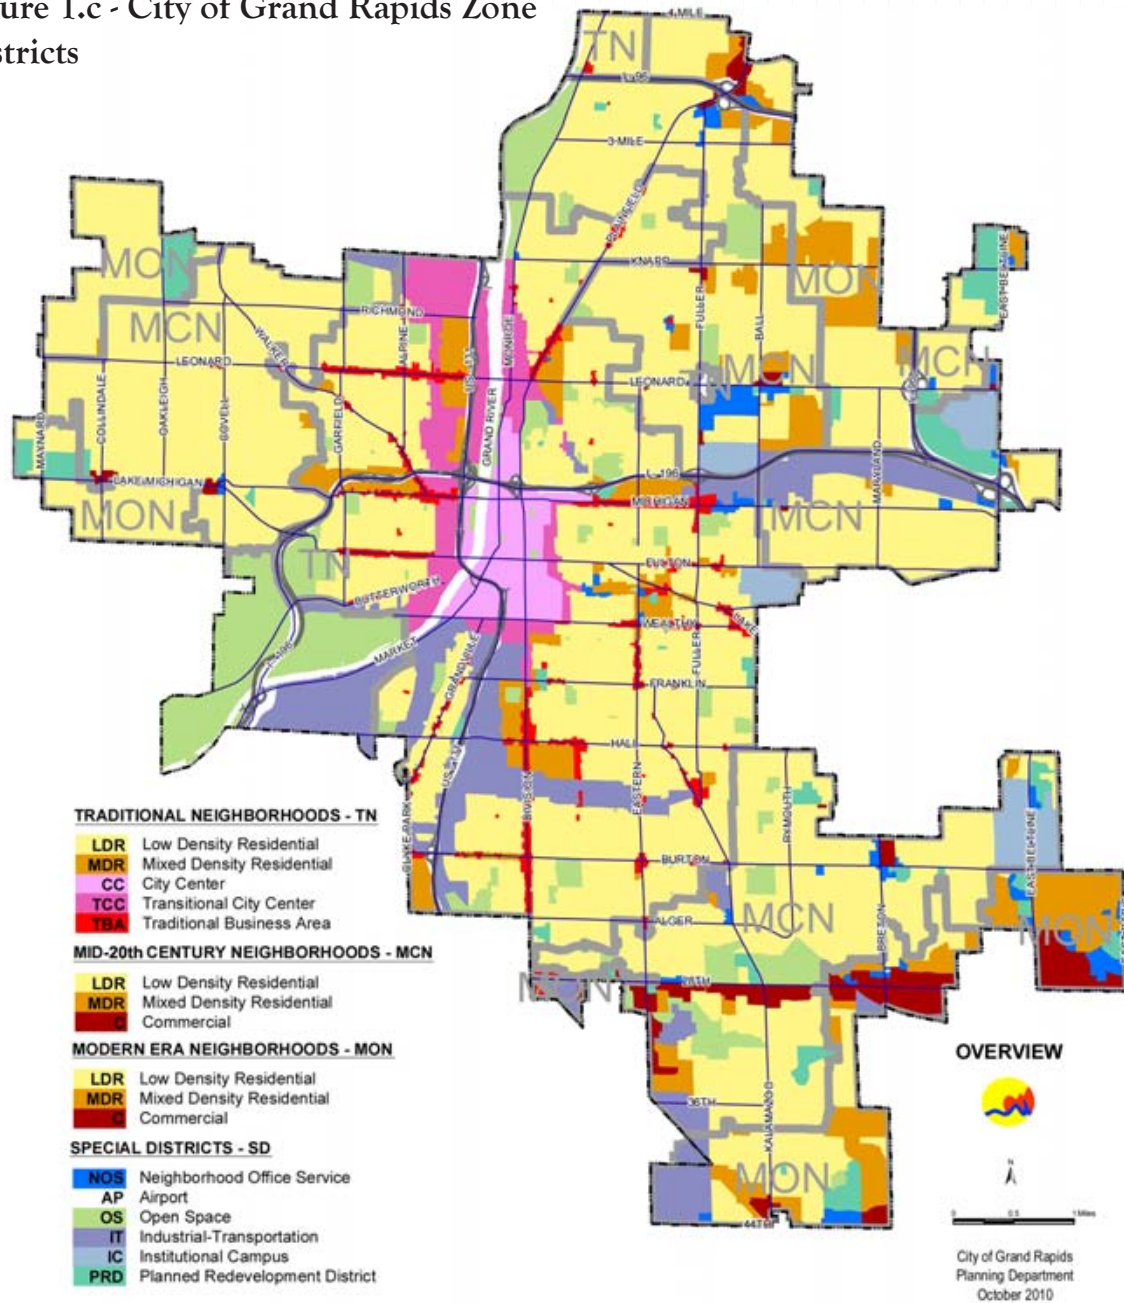 ure 1.c - City of Grand Rapids Zone
stricts
4 MILE
TN
I-96
3 MILE
PLAINFIELD
KNAPP
MON
MCN
MON
EAST BELTLINE
RICHMOND
ALPINE
WALKER
LEONARD
US-131
MONROE
FULLER
BALL
LEONARD
TN
MCN
MCN
COLLINDALE
OAKLEIGH
COVELL
GARFIELD
GRAND RIVER
MAYNARD
LAKE MICHIGAN
I-196
MARYLAND
MICHIGAN
MON
MCN
TN
FULTON
BUTTERWORTH
WEALTHY
LAKE
I-196
MARKET
GRANDVILLE
FULLER
FRANKLIN
HALL
US-131
DIVISION
EASTERN
PLYMOUTH
CLYDE PARK
BURTON
EAST BELTLINE
ALGER
MCN
BRETON
MON
28TH
36TH
KALAMAZOO
MON
44TH
TRADITIONAL NEIGHBORHOODS - TN
LDR Low Density Residential
MDR Mixed Density Residential
CC City Center
TCC Transitional City Center
TBA Traditional Business Area
MID-20th CENTURY NEIGHBORHOODS - MCN
LDR Low Density Residential
MDR Mixed Density Residential
C Commercial
MODERN ERA NEIGHBORHOODS - MON
LDR Low Density Residential
MDR Mixed Density Residential
C Commercial
SPECIAL DISTRICTS - SD
NOS Neighborhood Office Service
AP Airport
OS Open Space
IT Industrial-Transportation
IC Institutional Campus
PRD Planned Redevelopment District
OVERVIEW
N
0 0.5 1 Miles
City of Grand Rapids
Planning Department
October 2010